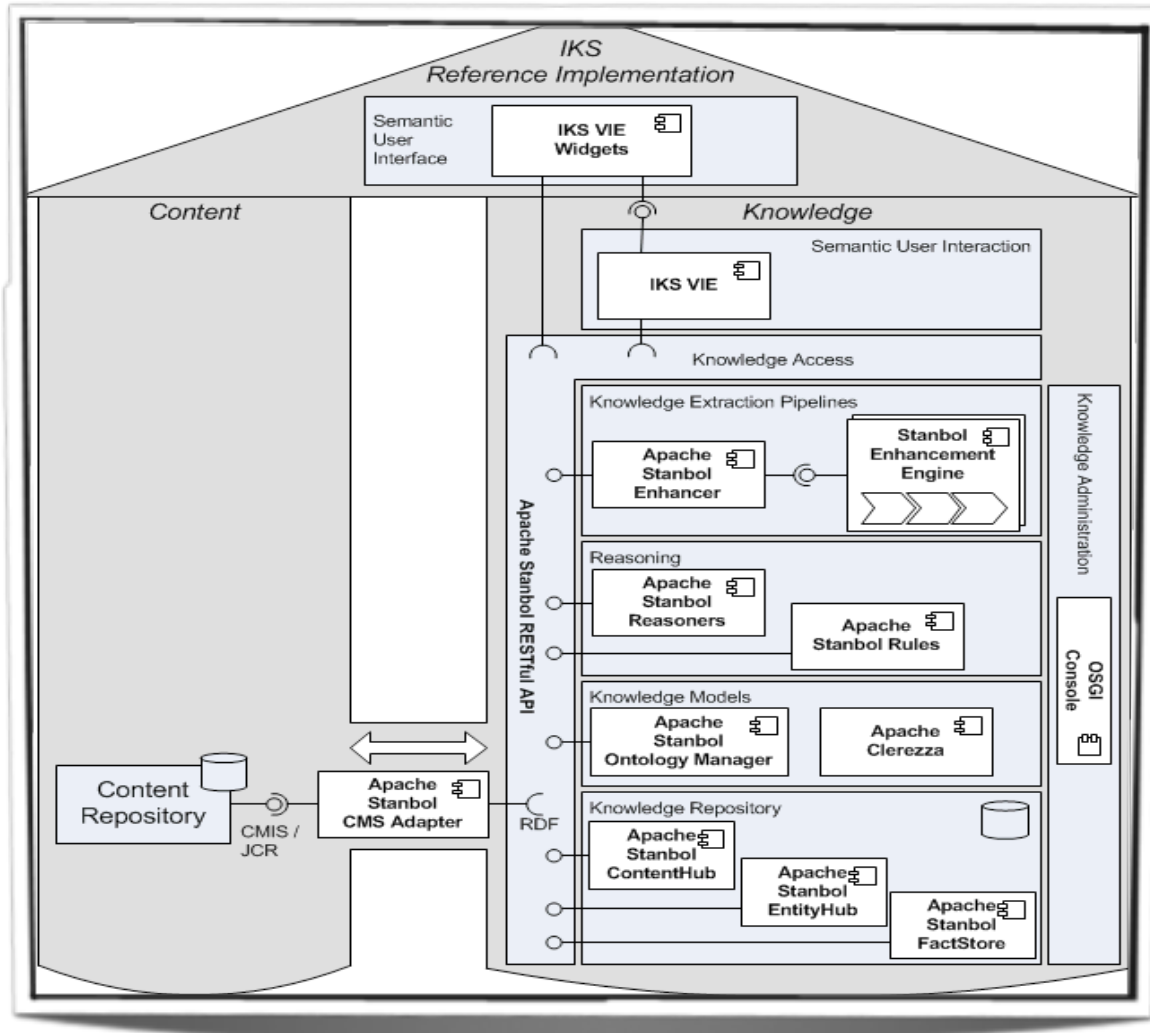 IKS
Reference Implementation
Semantic
User
Interface
IKS VIE
Widgets
Content
Knowledge
Semantic User Interaction
IKS VIE
Knowledge Access
Knowledge Extraction Pipelines
Apache
Stanbol
Enhancer
Stanbol
Enhancement
Engine
Apache Stanbol RESTful API
Knowledge Administration
Reasoning
Apache
Stanbol
Reasoners
Apache
Stanbol Rules
OSGI
Console
Knowledge Models
Apache
Stanbol
Ontology Manager
Apache
Clerezza
Content
Repository
CMIS /
JCR
Apache
Stanbol
CMS Adapter
RDF
Knowledge Repository
Apache
Stanbol
ContentHub
Apache
Stanbol
EntityHub
Apache
Stanbol
FactStore